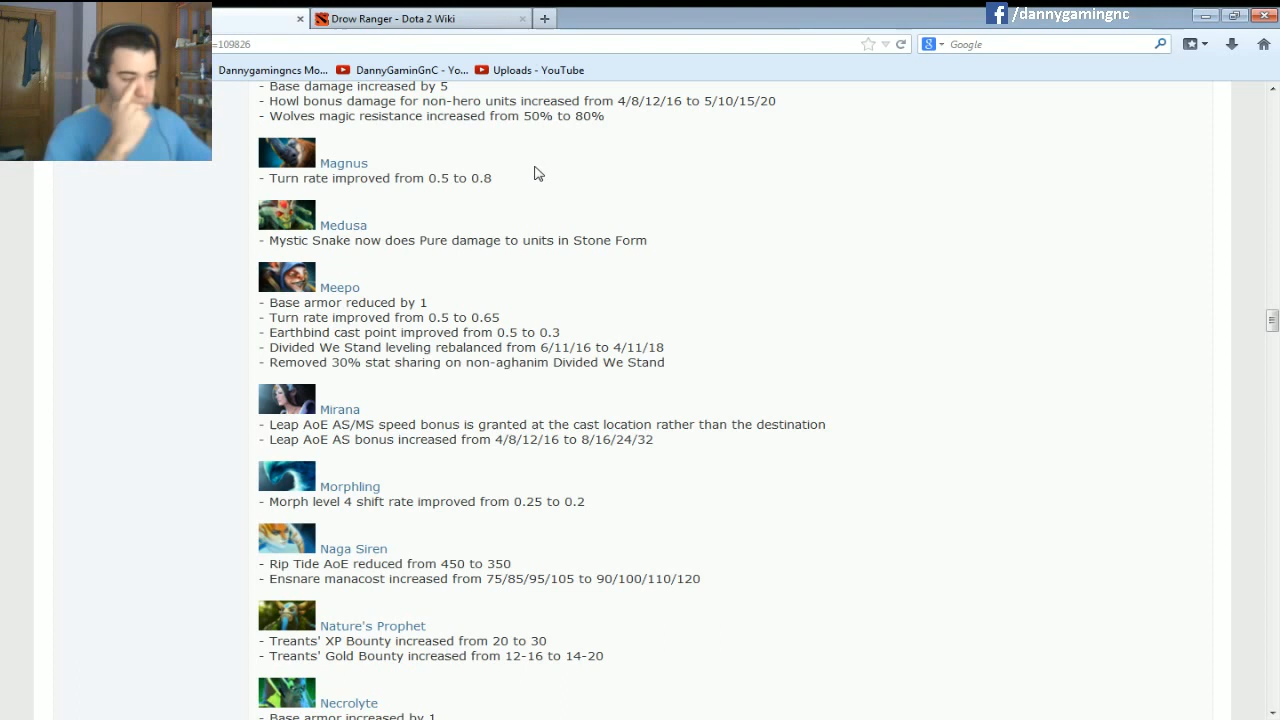 Drow Ranger - Dota 2 Wiki
/dannygamingnc
=109826
Google
Dannygamingncs Mo...
DannyGaminGnC - Yo...
Uploads - YouTube
- Base damage increased by 5
- Howl bonus damage for non-hero units increased from 4/8/12/16 to 5/10/15/20
- Wolves magic resistance increased from 50% to 80%
Magnus
- Turn rate improved from 0.5 to 0.8
Medusa
- Mystic Snake now does Pure damage to units in Stone Form
Meepo
- Base armor reduced by 1
- Turn rate improved from 0.5 to 0.65
- Earthbind cast point improved from 0.5 to 0.3
- Divided We Stand leveling rebalanced from 6/11/16 to 4/11/18
- Removed 30% stat sharing on non-aghanim Divided We Stand
Mirana
- Leap AoE AS/MS speed bonus is granted at the cast location rather than the destination
- Leap AoE AS bonus increased from 4/8/12/16 to 8/16/24/32
Morphling
- Morph level 4 shift rate improved from 0.25 to 0.2
Naga Siren
- Rip Tide AoE reduced from 450 to 350
- Ensnare manacost increased from 75/85/95/105 to 90/100/110/120
Nature's Prophet
- Treants' XP Bounty increased from 20 to 30
- Treants' Gold Bounty increased from 12-16 to 14-20
Necrolyte
- Base armor increased by 1